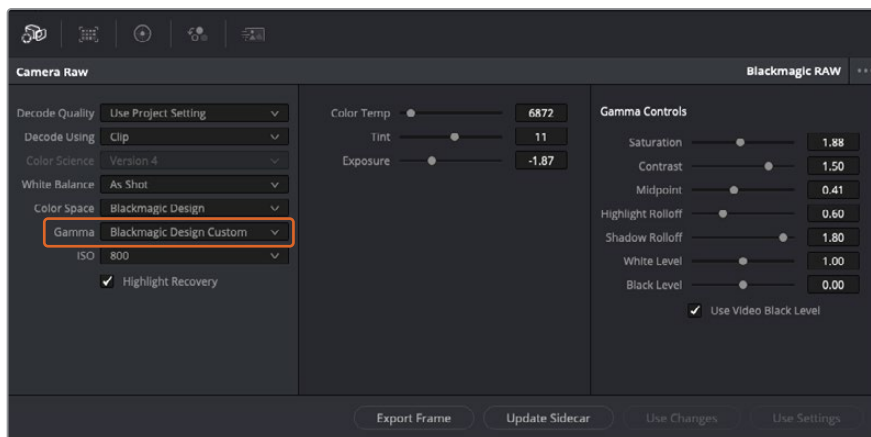 Camera Raw
Blackmagic RAW
Decode Quality Use Project Setting
Decode Using Clip
Color Science Version 4
White Balance As Shot
Color Space Blackmagic Design
Gamma Blackmagic Design Custom
ISO 800
Highlight Recovery
Color Temp 6872
Tint 11
Exposure -1.87
Gamma Controls
Saturation 1.88
Contrast 1.50
Midpoint 0.41
Highlight Rolloff 0.60
Shadow Rolloff 1.80
White Level 1.00
Black Level 0.00
Use Video Black Level
Export Frame
Update Sidecar
Use Changes
Use Settings